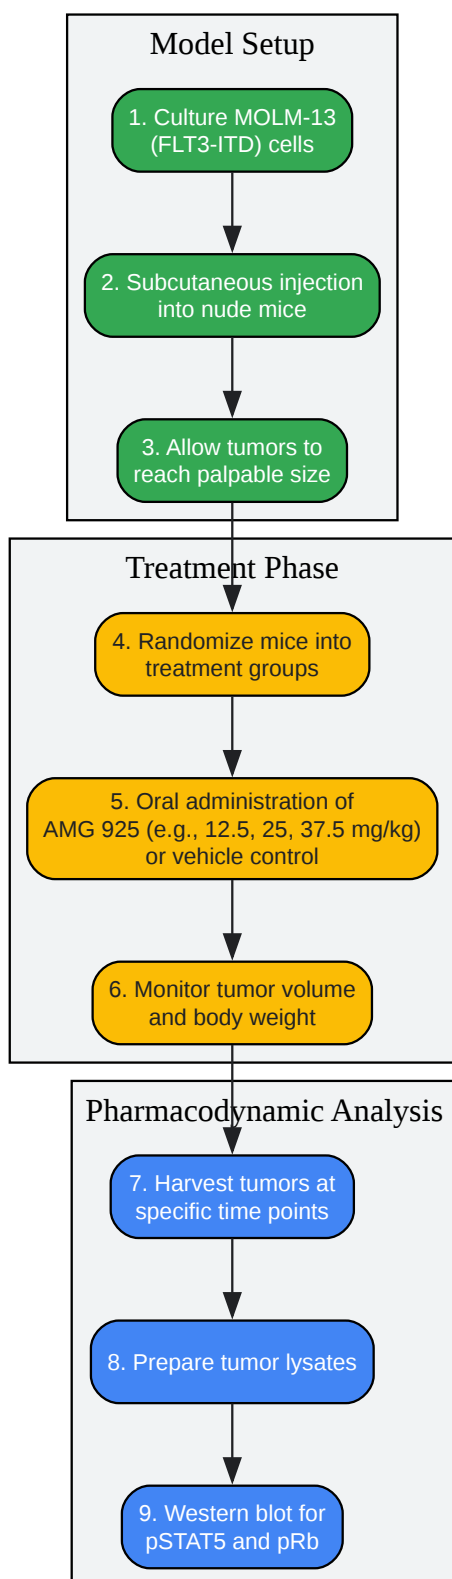 Model Setup
1. Culture MOLM-13
(FLT3-ITD) cells
2. Subcutaneous injection
into nude mice
3. Allow tumors to
reach palpable size
Treatment Phase
4. Randomize mice into
treatment groups
5. Oral administration of
AMG 925 (e.g., 12.5, 25, 37.5 mg/kg)
or vehicle control
6. Monitor tumor volume
and body weight
Pharmacodynamic Analysis
7. Harvest tumors at
specific time points
8. Prepare tumor lysates
9. Western blot for
pSTAT5 and pRb